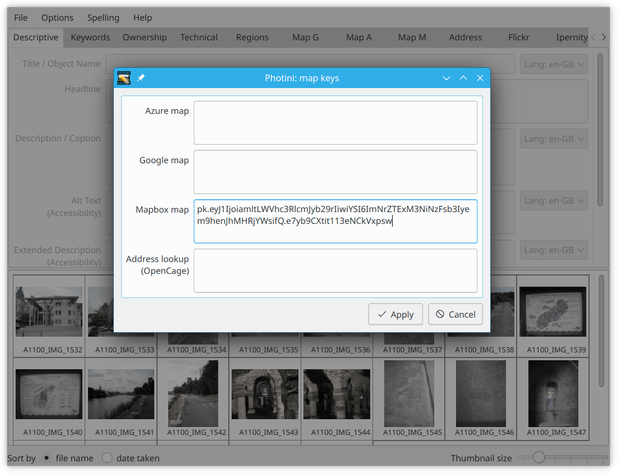 File Options Spelling Help
Descriptive Keywords Ownership Technical Regions Map G Map A Map M Address Flickr Ipernity
Title / Object Name Lang: en-GB
Headline
Description / Caption Lang: en-GB
Alt Text
(Accessibility) Lang: en-GB
Extended Description
(Accessibility) Lang: en-GB
Photini: map keys
Azure map
Google map
Mapbox map
pk.eyJ1IjoiamltLWVhc3RlcmJyb29rIiwiYSI6ImNrZTExM3NiNzFsb3Iye
m9henJhMHRjYWsifQ.e7yb9CXtit113eNCkVxpsw
Address lookup
(OpenCage)
Apply Cancel
A1100_IMG_1532 A1100_IMG_1533 A1100_IMG_1535 A1100_IMG_1536 A1100_IMG_1537 A1100_IMG_1538 A1100_IMG_1539
A1100_IMG_1540 A1100_IMG_1541 A1100_IMG_1542 A1100_IMG_1543 A1100_IMG_1544 A1100_IMG_1545 A1100_IMG_1546 A1100_IMG_1547
Sort by file name date taken Thumbnail size